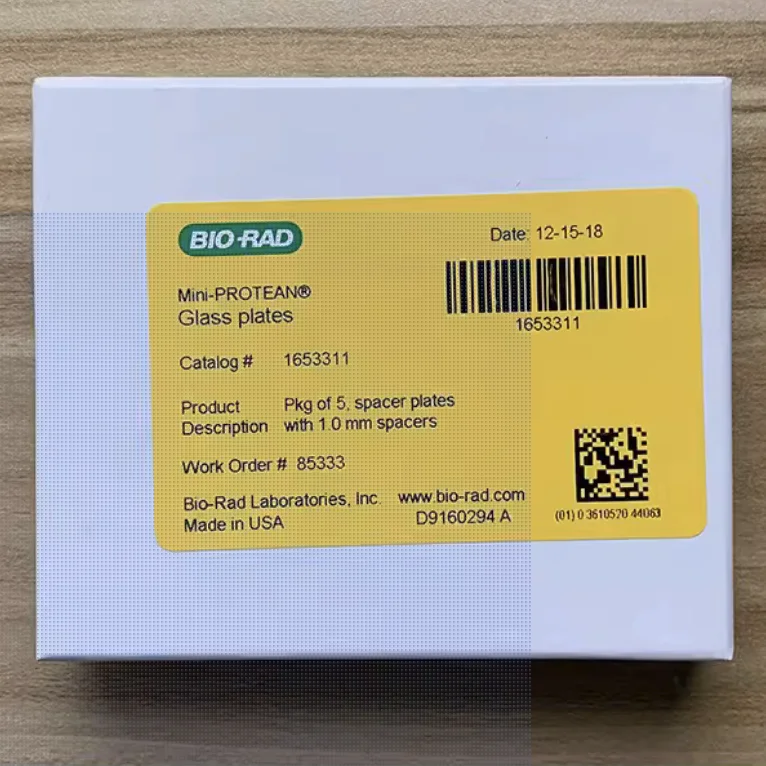 BIO-RAD
Date: 12-15-18
1653311
Mini-PROTEAN®
Glass plates
Catalog # 1653311
Product Description Pkg of 5, spacer plates
with 1.0 mm spacers
Work Order # 85333
Bio-Rad Laboratories, Inc. www.bio-rad.com
Made in USA D9160294 A
(01) 0 3610520 44063